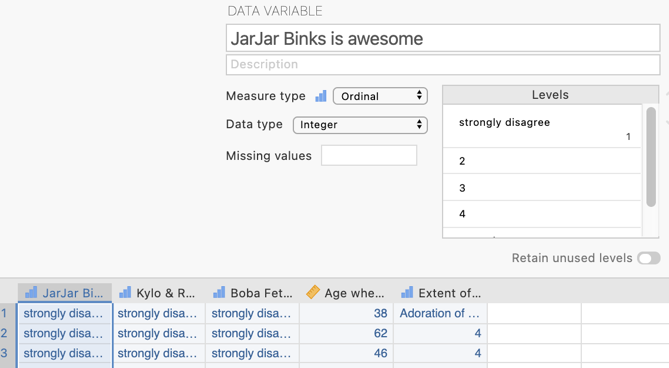 DATA VARIABLE
JarJar Binks is awesome
Description
Measure type Ordinal
Levels
strongly disagree
1
Data type Integer
2
Missing values
3
4
Retain unused levels
JarJar Bi... Kylo & R... Boba Fet... Age whe... Extent of...
1 strongly disa... strongly disa... strongly disa... 38 Adoration of ...
2 strongly disa... strongly disa... strongly disa... 62 4
3 strongly disa... strongly disa... strongly disa... 46 4